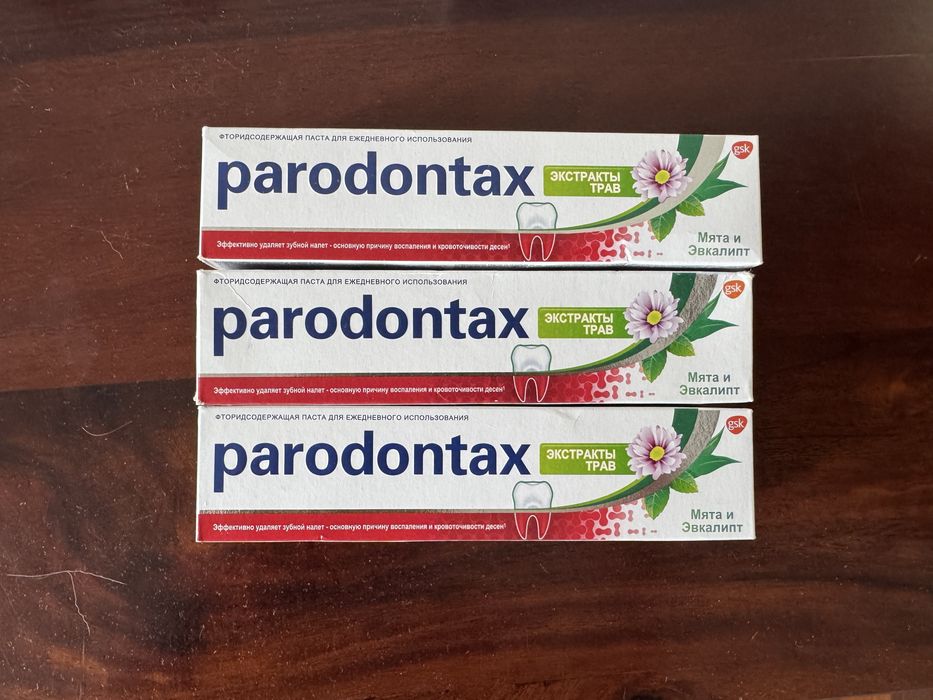 ФТОРИДСОДЕРЖАЩАЯ ПАСТА ДЛЯ ЕЖЕДНЕВНОГО ИСПОЛЬЗОВАНИЯ
gsk
parodontax
ЭКСТРАКТЫ
ТРАВ
Эффективно удаляет зубной налет - основную причину воспаления и кровоточивости десен¹
Мята и
Эвкалипт
ФТОРИДСОДЕРЖАЩАЯ ПАСТА ДЛЯ ЕЖЕДНЕВНОГО ИСПОЛЬЗОВАНИЯ
gsk
parodontax
ЭКСТРАКТЫ
ТРАВ
Эффективно удаляет зубной налет - основную причину воспаления и кровоточивости десен¹
Мята и
Эвкалипт
ФТОРИДСОДЕРЖАЩАЯ ПАСТА ДЛЯ ЕЖЕДНЕВНОГО ИСПОЛЬЗОВАНИЯ
gsk
parodontax
ЭКСТРАКТЫ
ТРАВ
Эффективно удаляет зубной налет - основную причину воспаления и кровоточивости десен¹
Мята и
Эвкалипт